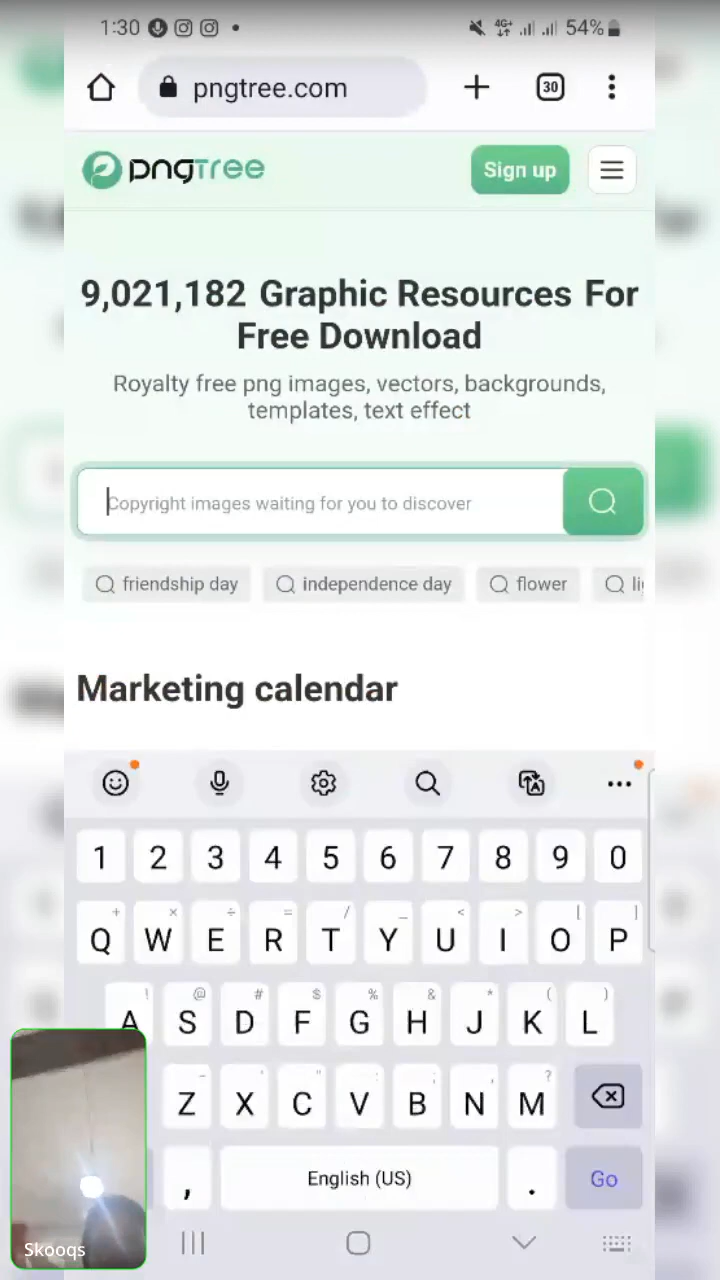 1:30 4G+ 54%
pngtree.com 30
pngtree Sign up
9,021,182 Graphic Resources For
Free Download
Royalty free png images, vectors, backgrounds,
templates, text effect
Copyright images waiting for you to discover
friendship day independence day flower li
Marketing calendar
1 2 3 4 5 6 7 8 9 0
+ × ÷ = / _ < > [ ]
Q W E R T Y U I O P
! @ # $ % & * ( )
A S D F G H J K L
- ' " : ; , ?
Z X C V B N M
, English (US) . Go
Skooqs